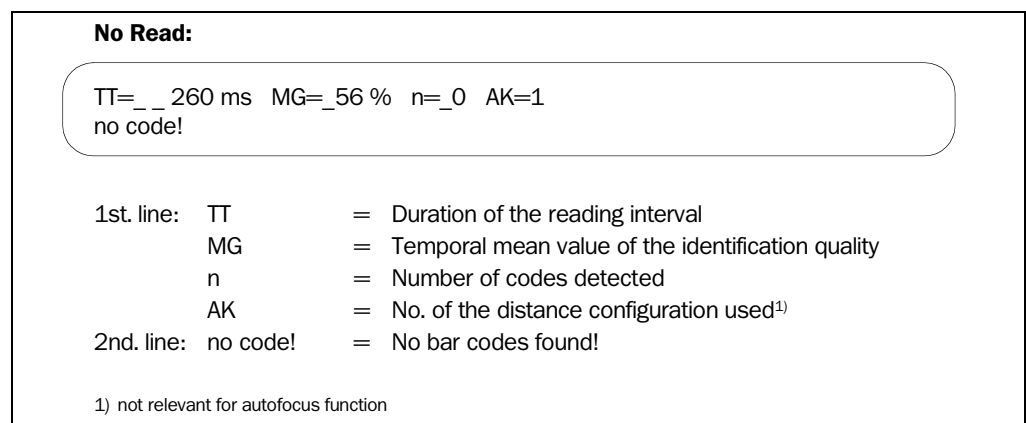 No Read:
TT=_ _ 260 ms MG=_56 % n=_0 AK=1
no code!
1st. line: TT = Duration of the reading interval
MG = Temporal mean value of the identification quality
n = Number of codes detected
AK = No. of the distance configuration used1)
2nd. line: no code! = No bar codes found!
1) not relevant for autofocus function